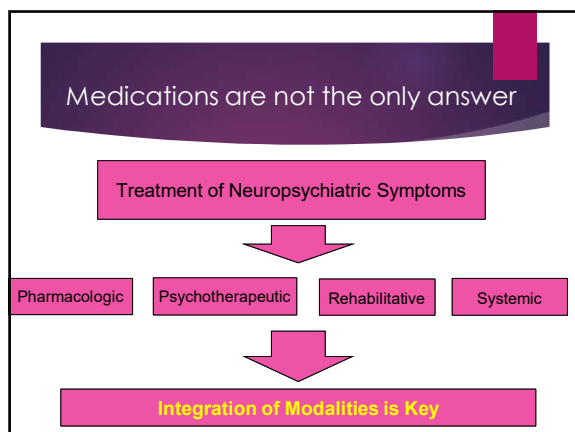 Medications are not the only answer
Treatment of Neuropsychiatric Symptoms
Pharmacologic Psychotherapeutic Rehabilitative Systemic
Integration of Modalities is Key